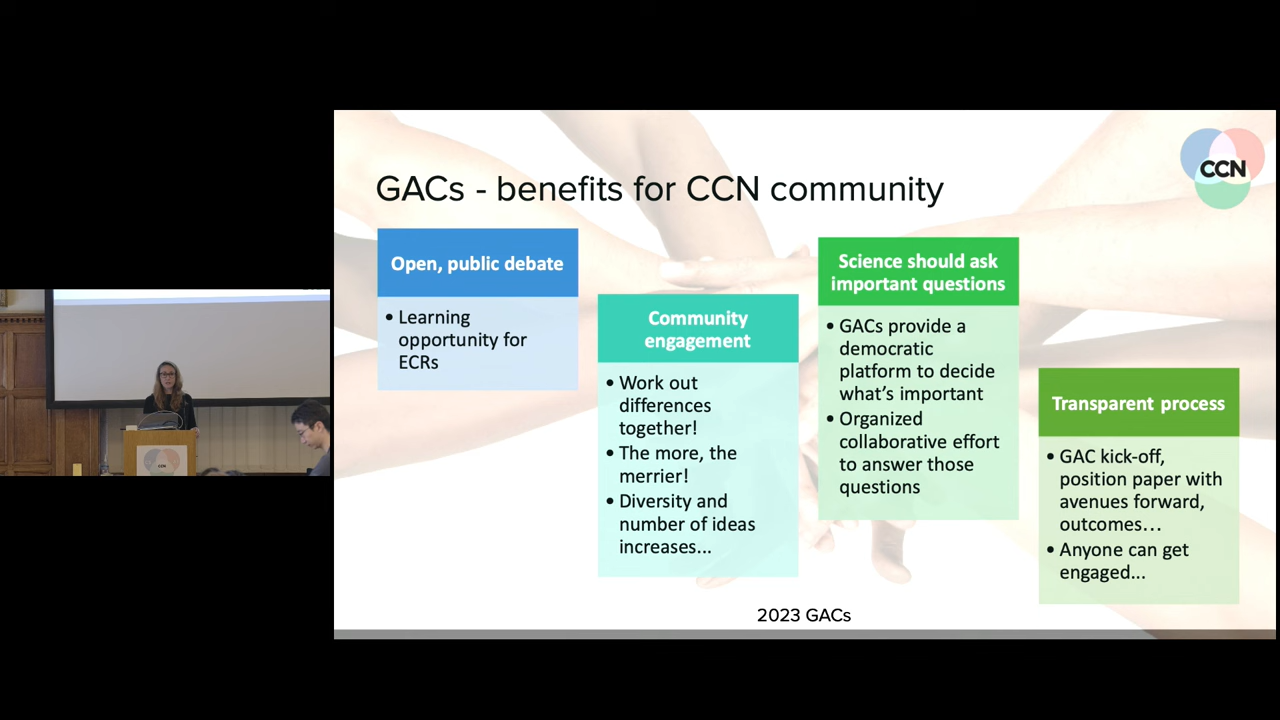 GACs - benefits for CCN community
CCN
Open, public debate
• Learning
opportunity for
ECRs
Community
engagement
• Work out
differences
together!
• The more, the
merrier!
• Diversity and
number of ideas
increases...
Science should ask
important questions
• GACs provide a
democratic
platform to decide
what’s important
• Organized
collaborative effort
to answer those
questions
Transparent process
• GAC kick-off,
position paper with
avenues forward,
outcomes…
• Anyone can get
engaged...
2023 GACs
CCN